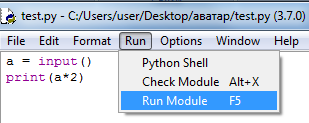 test.py - C:/Users/user/Desktop/аватар/test.py (3.7.0)
File Edit Format Run Options Window Help
a = input()
print(a*2)
Python Shell
Check Module Alt+X
Run Module F5